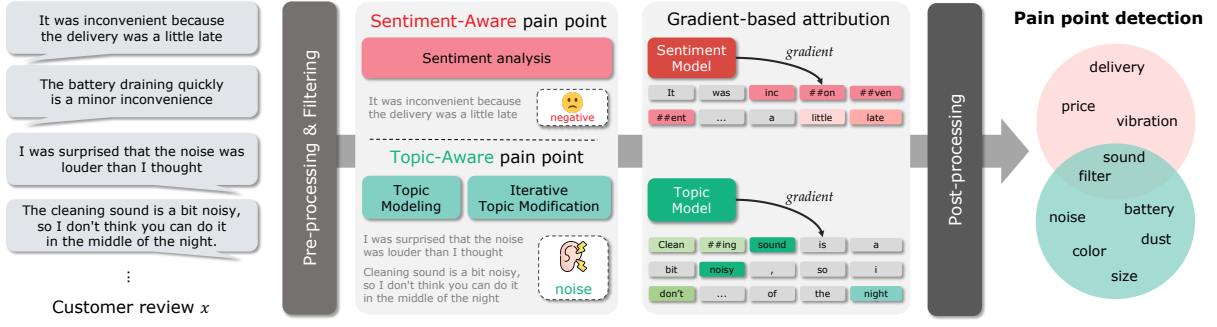 It was inconvenient because
the delivery was a little late
The battery draining quickly
is a minor inconvenience
I was surprised that the noise was
louder than I thought
The cleaning sound is a bit noisy,
so I don't think you can do it
in the middle of the night.
...
Customer review x
Pre-processing & Filtering
Sentiment-Aware pain point
Sentiment analysis
It was inconvenient because
the delivery was a little late
negative
Topic-Aware pain point
Topic
Modeling
Iterative
Topic Modification
I was surprised that the noise
was louder than I thought
Cleaning sound is a bit noisy,
so I don't think you can do it
in the middle of the night
noise
Gradient-based attribution
Sentiment
Model
gradient
It was inc ##on ##ven
##ent ... a little late
Topic
Model
gradient
Clean ##ing sound is a
bit noisy , so i
don't ... of the night
Post-processing
Pain point detection
delivery
price
vibration
sound
filter
noise
battery
color
dust
size